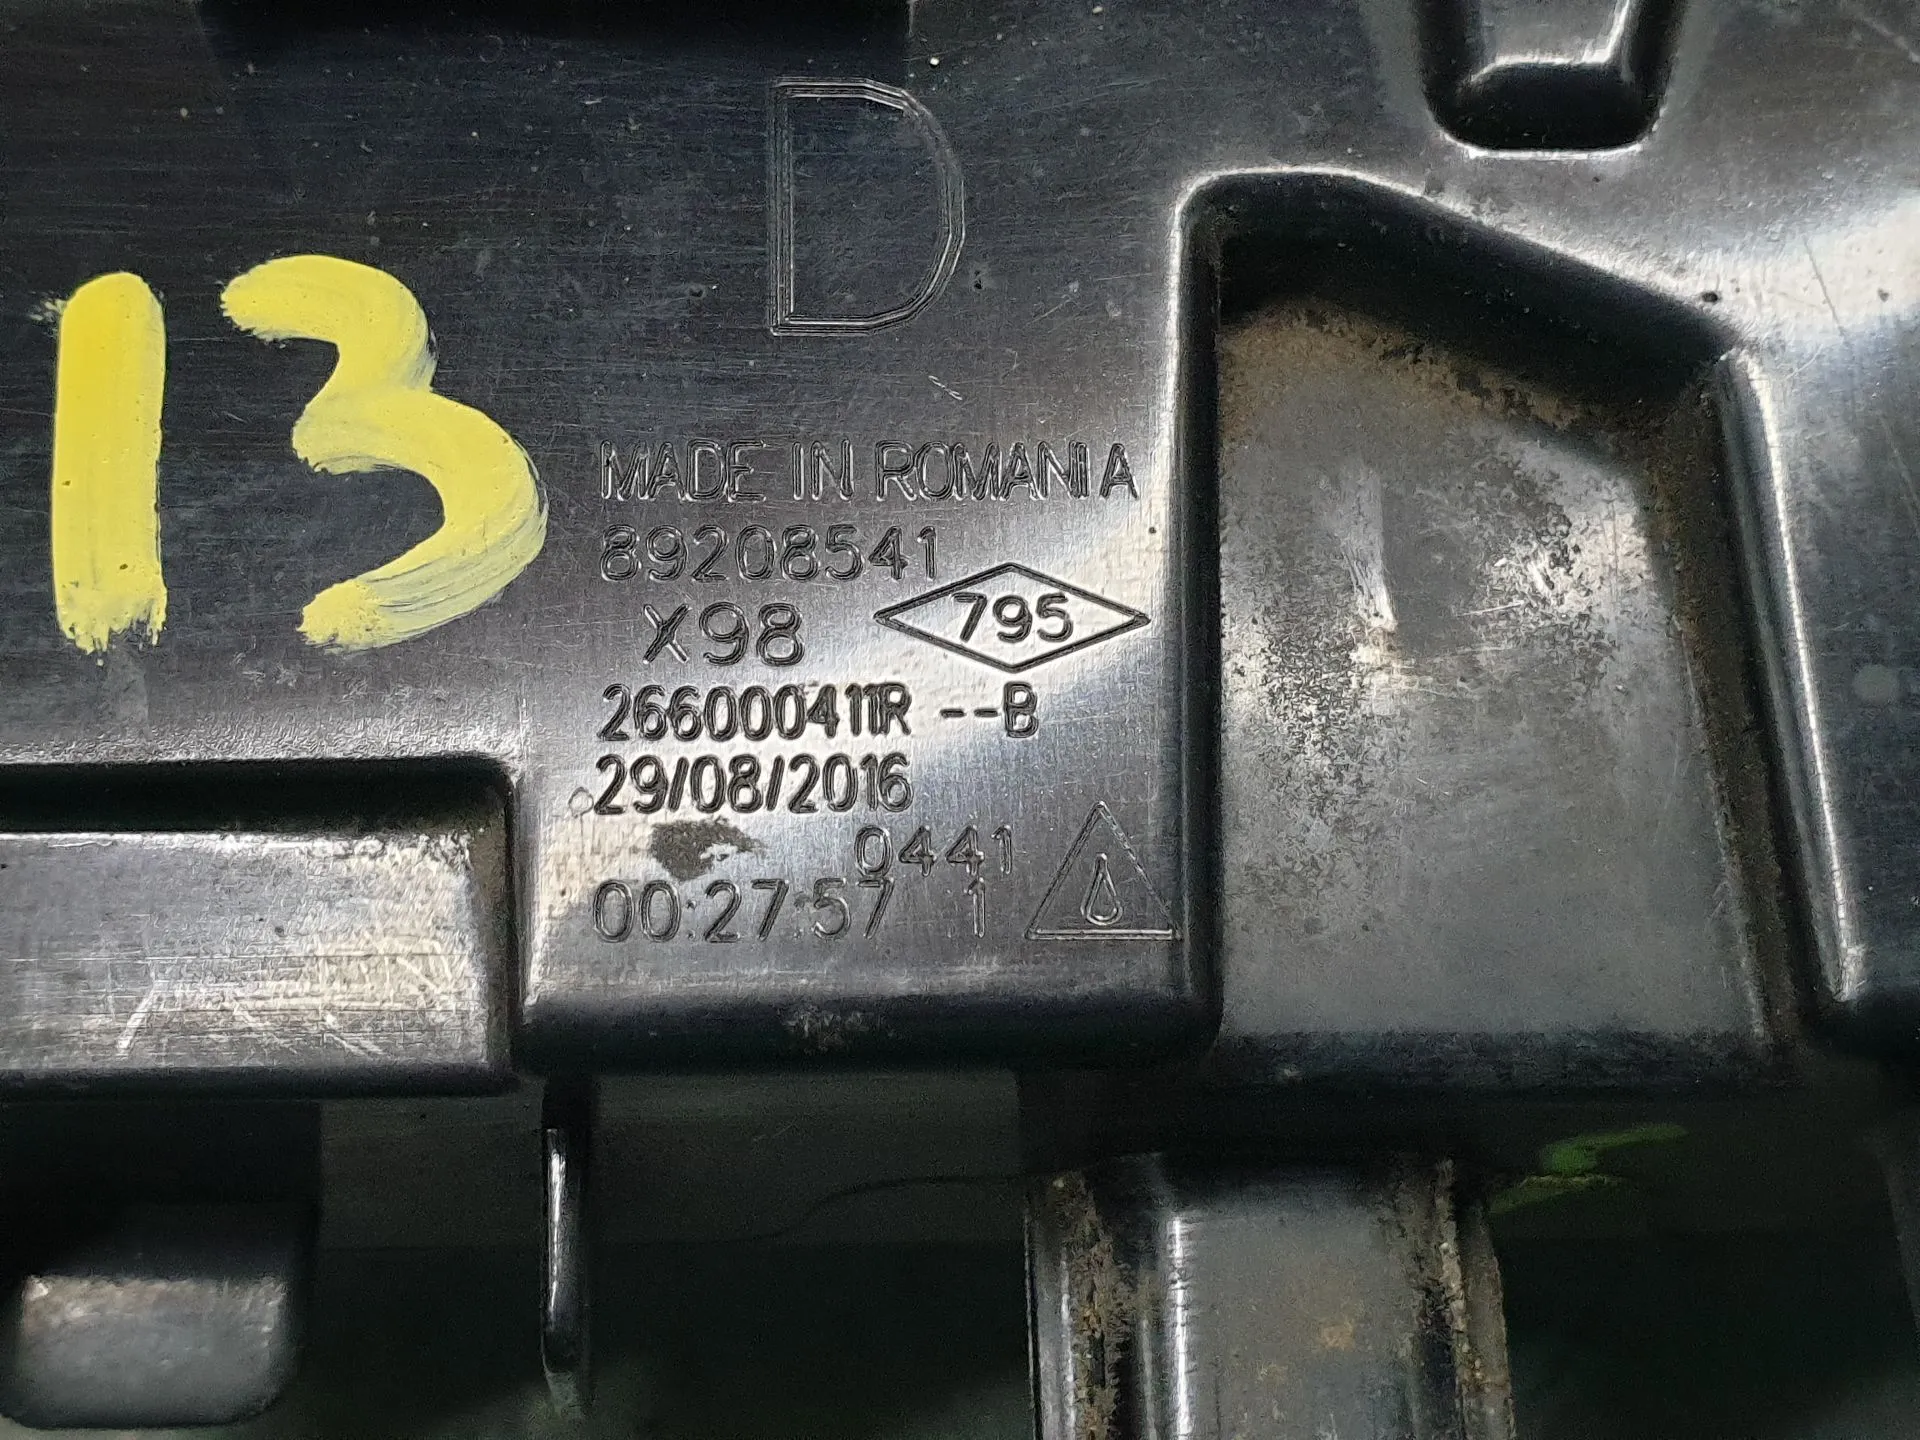 D
13
MADE IN ROMANIA
89208541
X98 795
266000411R --B
29/08/2016
0441
00:27:57 1